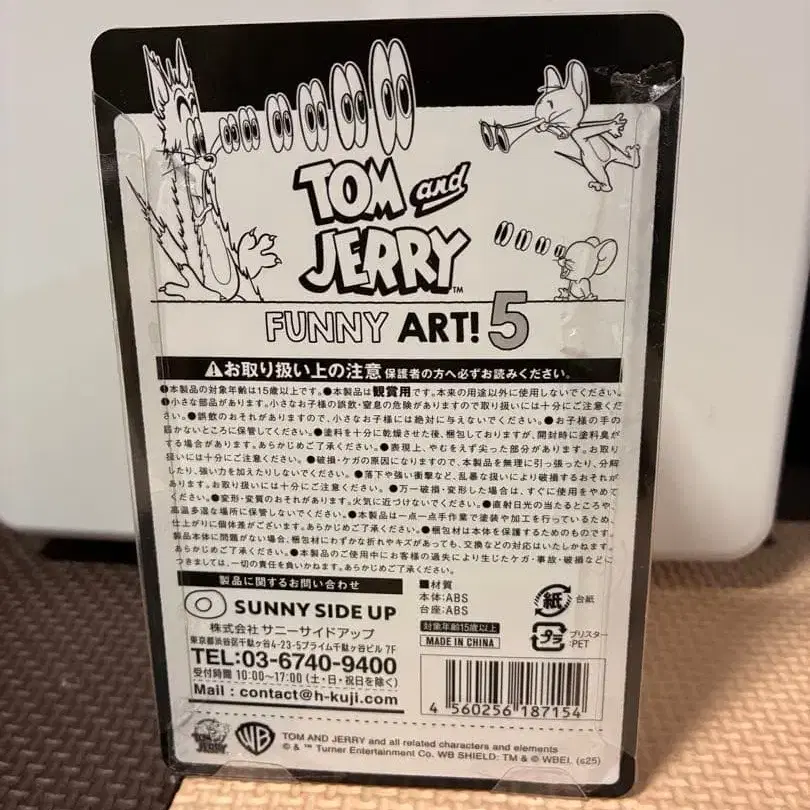 TOM and
JERRY™
FUNNY ART! 5
⚠お取り扱い上の注意 保護者の方へ必ずお読みください。
●本製品の対象年齢は15歳以上です。●本製品は観賞用です。本来の用途以外に使用しないでください。
●小さな部品があります。小さなお子様の誤飲・窒息の危険がありますので取り扱いには十分にご注意くださ
い。●誤飲のおそれがありますので、小さなお子様には絶対に与えないでください。●お子様の手の
届かないところに保管してください。●塗料を十分に乾燥させた後、梱包しておりますが、開封時に塗料臭が
する場合があります。あらかじめご了承ください。●表現上、やむをえず尖った部分があります。お取り
扱いには十分にご注意ください。●破損・ケガの原因になりますので、本製品を無理に引っ張ったり、分解
したり、強い力を加えたりしないでください。●落下や強い衝撃など、乱暴な扱いにより破損するおそれが
あります。お取り扱いには十分にご注意ください。●万一破損・変形した場合は、すぐに使用をやめて
ください。●変形・変質のおそれがあります。火気に近づけないでください。●直射日光の当たるところや、
高温多湿な場所に保管しないでください。●本製品は一点一点手作業で塗装や加工を行っているため、
仕上がりに個体差がございます。あらかじめご了承ください。●梱包材は本体を保護するためのものです。
製品本体に問題がない場合、梱包材にわずかな折れやキズがあっても、交換などの対応はいたしかねます。
あらかじめご了承ください。●本製品のご使用中にお客様の過失により生じたケガ・事故・破損などに
つきましては、一切の責任を負いかねます。あらかじめご了承ください。
製品に関するお問い合わせ
SUNNY SIDE UP
株式会社 サニーサイドアップ
東京都渋谷区千駄ヶ谷4-23-5プライム千駄ヶ谷ビル 7F
TEL:03-6740-9400
受付時間 10:00~17:00 (土・日・祝日を除く)
Mail : contact@h-kuji.com
■材質
本体:ABS
台座:ABS
対象年齢15歳以上
MADE IN CHINA
紙 台紙
プラ ブリスター
:PET
4 560256 187154
TOM and JERRY
WB
TOM AND JERRY and all related characters and elements
© & ™ Turner Entertainment Co. WB SHIELD: TM & © WBEI. (s25)